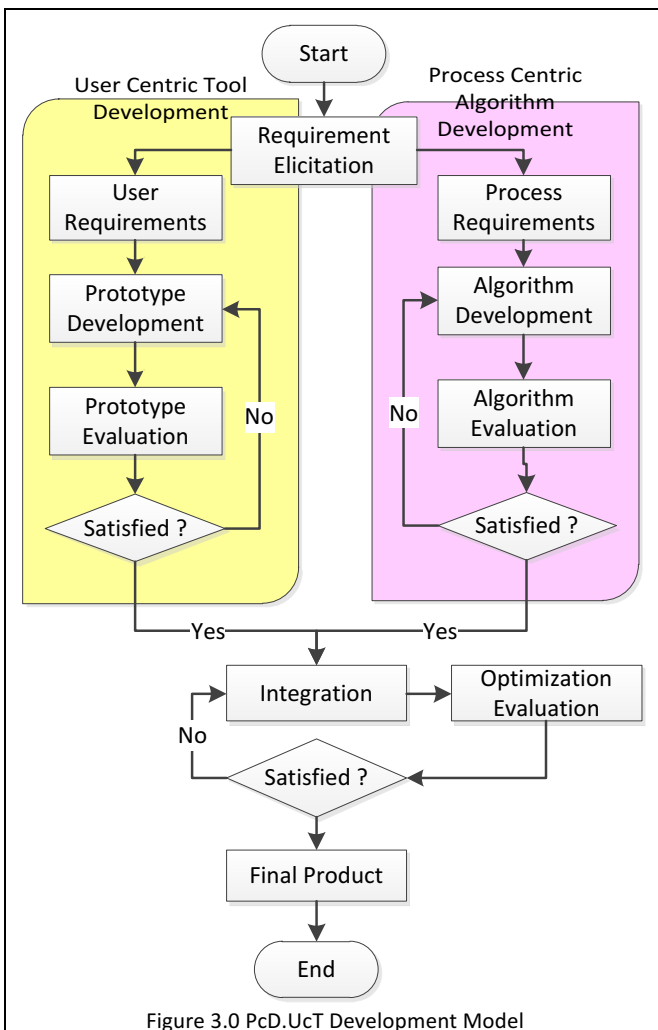 Start
User Centric Tool
Development
Process Centric
Algorithm
Development
Requirement
Elicitation
User
Requirements
Process
Requirements
Prototype
Development
Algorithm
Development
Prototype
Evaluation
No
No
Algorithm
Evaluation
Satisfied ?
Satisfied ?
Yes
Yes
Integration
Optimization
Evaluation
No
Satisfied ?
Final Product
End
Figure 3.0 PcD.UcT Development Model